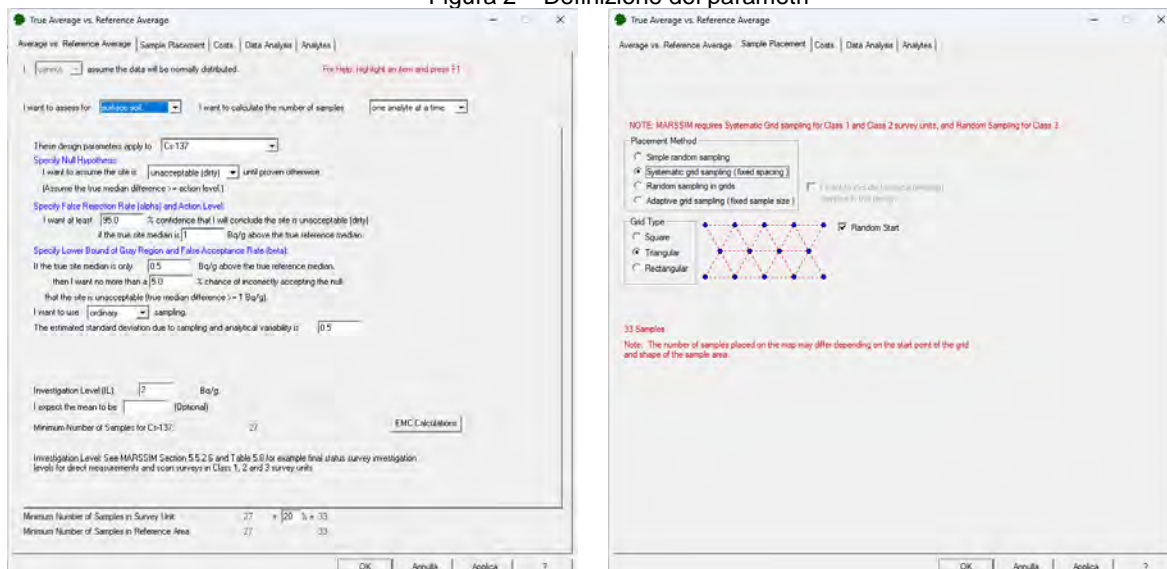 Figura 2 – Definizione dei parametri
True Average vs. Reference Average
Average vs. Reference Average Sample Placement Costs Data Analysis Analytes
I cannot assume the data will be normally distributed. For Help, highlight an item and press F1
I want to assess for surface soil. I want to calculate the number of samples one analyte at a time.
These design parameters apply to Cs-137
Specify Null Hypothesis:
I want to assume the site is unacceptable (dirty) until proven otherwise.
(Assume the true median difference >= action level.)
Specify False Rejection Rate (alpha) and Action Level:
I want at least 95.0 % confidence that I will conclude the site is unacceptable (dirty)
if the true site median is 1 Bq/g above the true reference median.
Specify Lower Bound of Gray Region and False Acceptance Rate (beta):
If the true site median is only 0.5 Bq/g above the true reference median,
then I want no more than a 5.0 % chance of incorrectly accepting the null
that the site is unacceptable (true median difference >= 1 Bq/g).
I want to use ordinary sampling.
The estimated standard deviation due to sampling and analytical variability is 0.5
Investigation Level (IL): 2 Bq/g
I expect the mean to be (Optional)
Minimum Number of Samples for Cs-137: 27 EMC Calculations
Investigation Level: See MARSSIM Section 5.5.2.6 and Table 5.8 for example final status survey investigation
levels for direct measurements and scan surveys in Class 1, 2 and 3 survey units
Minimum Number of Samples in Survey Unit: 27 + 20 % = 33
Minimum Number of Samples in Reference Area: 27 33
OK Annulla Applica ?
True Average vs. Reference Average
Average vs. Reference Average Sample Placement Costs Data Analysis Analytes
NOTE: MARSSIM requires Systematic Grid sampling for Class 1 and Class 2 survey units, and Random Sampling for Class 3.
Placement Method
Simple random sampling
Systematic grid sampling (fixed spacing)
Random sampling in grids
Adaptive grid sampling (fixed sample size)
Grid Type
Random Start
Square
Triangular
Rectangular
33 Samples
Note: The number of samples placed on the map may differ depending on the start point of the grid
and shape of the sample area.
OK Annulla Applica ?